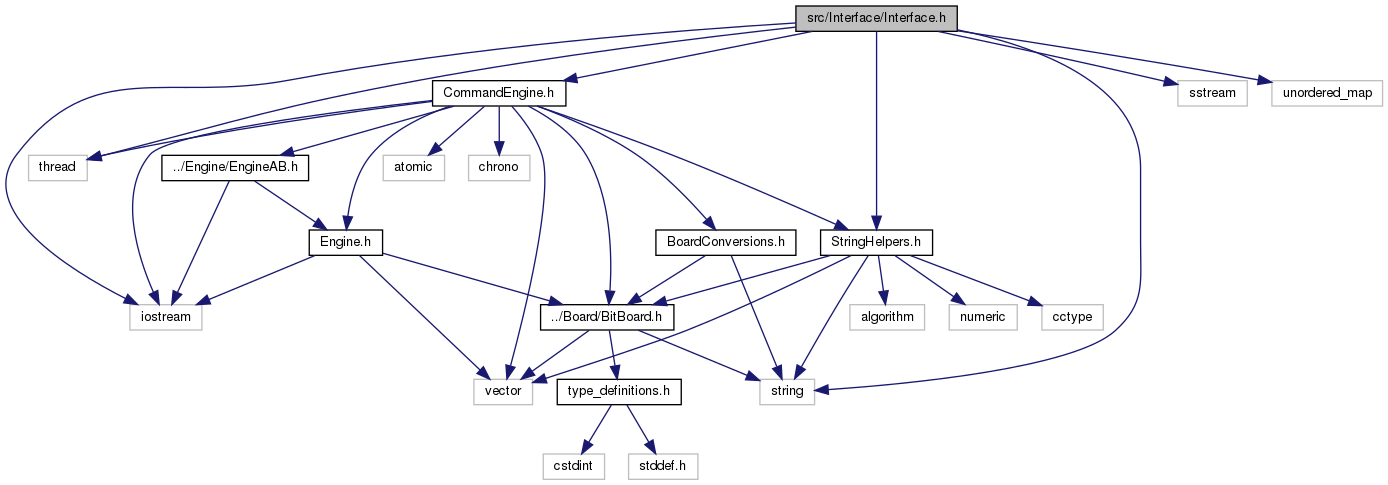 src/Interface/Interface.h
CommandEngine.h
sstream
unordered_map
thread
../Engine/EngineAB.h
atomic
chrono
Engine.h
BoardConversions.h
StringHelpers.h
iostream
../Board/BitBoard.h
algorithm
numeric
cctype
vector
type_definitions.h
string
cstdint
stddef.h